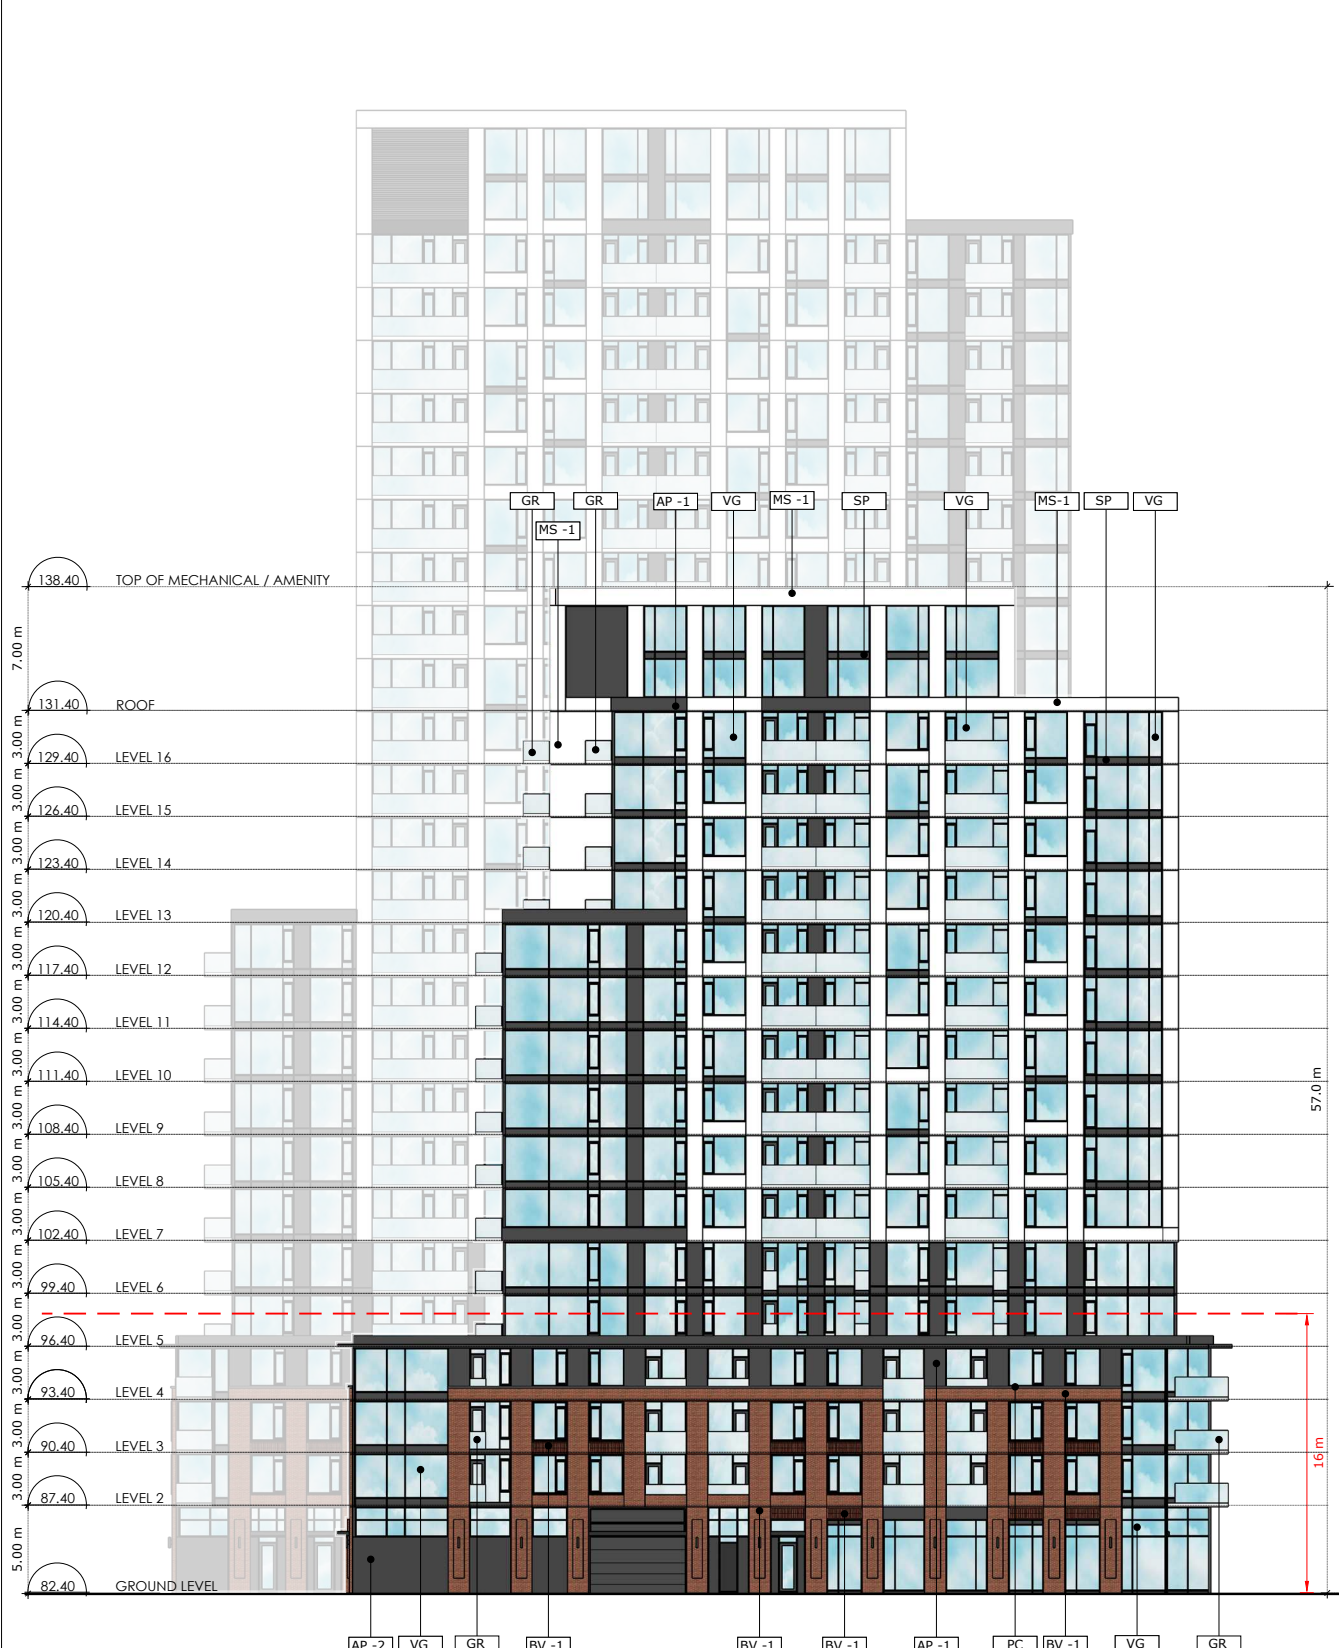 GR GR AP -1 VG MS -1 SP VG MS-1 SP VG
MS -1
138.40 TOP OF MECHANICAL / AMENITY
7.00 m
131.40 ROOF
3.00 m
129.40 LEVEL 16
3.00 m
126.40 LEVEL 15
3.00 m
123.40 LEVEL 14
3.00 m
120.40 LEVEL 13
3.00 m
117.40 LEVEL 12
3.00 m
114.40 LEVEL 11
3.00 m
111.40 LEVEL 10
57.0 m
3.00 m
108.40 LEVEL 9
3.00 m
105.40 LEVEL 8
3.00 m
102.40 LEVEL 7
3.00 m
99.40 LEVEL 6
3.00 m
96.40 LEVEL 5
3.00 m
93.40 LEVEL 4
3.00 m
90.40 LEVEL 3
16 m
3.00 m
87.40 LEVEL 2
5.00 m
82.40 GROUND LEVEL
AP -2 VG GR BV -1 BV -1 BV -1 AP -1 PC BV -1 VG GR